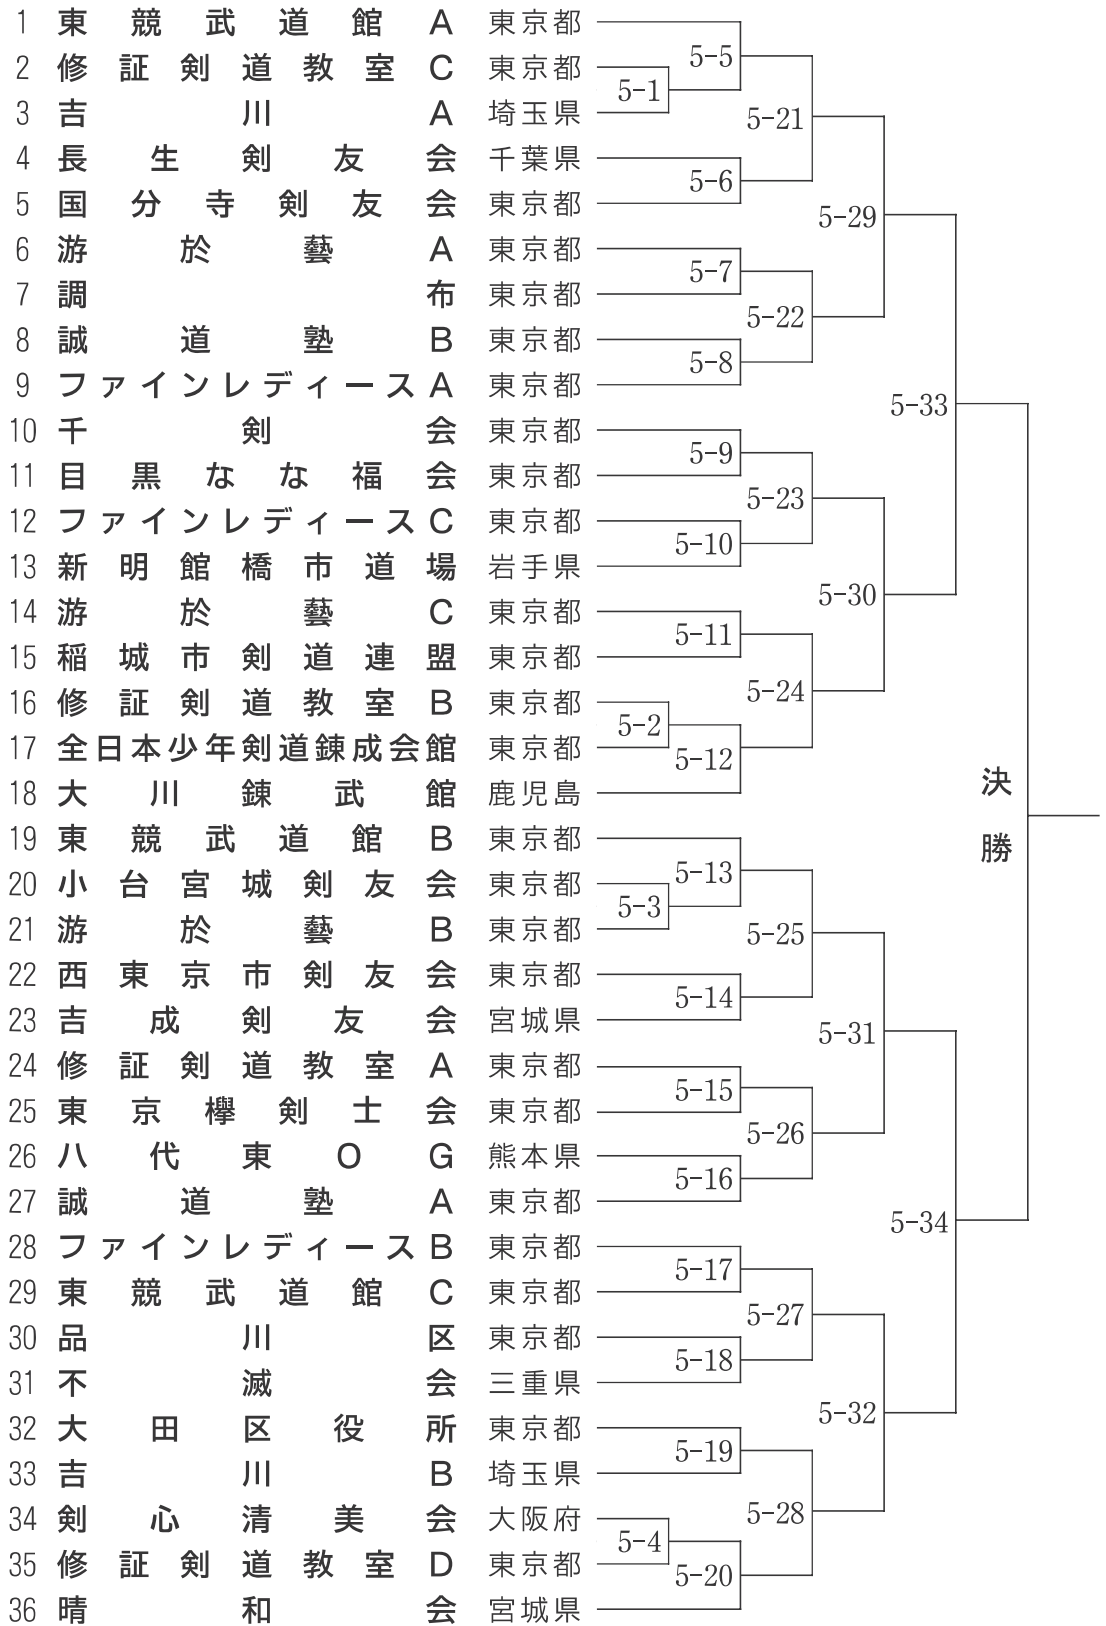 1 東競武道館A 東京都
2 修証剣道教室C 東京都
3 吉川A 埼玉県
4 長生剣友会 千葉県
5 国分寺剣友会 東京都
6 游於藝A 東京都
7 調布 東京都
8 誠道塾B 東京都
9 ファインレディースA 東京都
10 千剣会 東京都
11 目黒なな福会 東京都
12 ファインレディースC 東京都
13 新明館橋市道場 岩手県
14 游於藝C 東京都
15 稲城市剣道連盟 東京都
16 修証剣道教室B 東京都
17 全日本少年剣道錬成会館 東京都
18 大川錬武館 鹿児島
19 東競武道館B 東京都
20 小台宮城剣友会 東京都
21 游於藝B 東京都
22 西東京市剣友会 東京都
23 吉成剣友会 宮城県
24 修証剣道教室A 東京都
25 東京欅剣士会 東京都
26 八代東OG 熊本県
27 誠道塾A 東京都
28 ファインレディースB 東京都
29 東競武道館C 東京都
30 品川区 東京都
31 不滅会 三重県
32 大田区役所 東京都
33 吉川B 埼玉県
34 剣心清美会 大阪府
35 修証剣道教室D 東京都
36 晴和会 宮城県
5-1
5-2
5-3
5-4
5-5
5-6
5-7
5-8
5-9
5-10
5-11
5-12
5-13
5-14
5-15
5-16
5-17
5-18
5-19
5-20
5-21
5-22
5-23
5-24
5-25
5-26
5-27
5-28
5-29
5-30
5-31
5-32
5-33
5-34
決勝